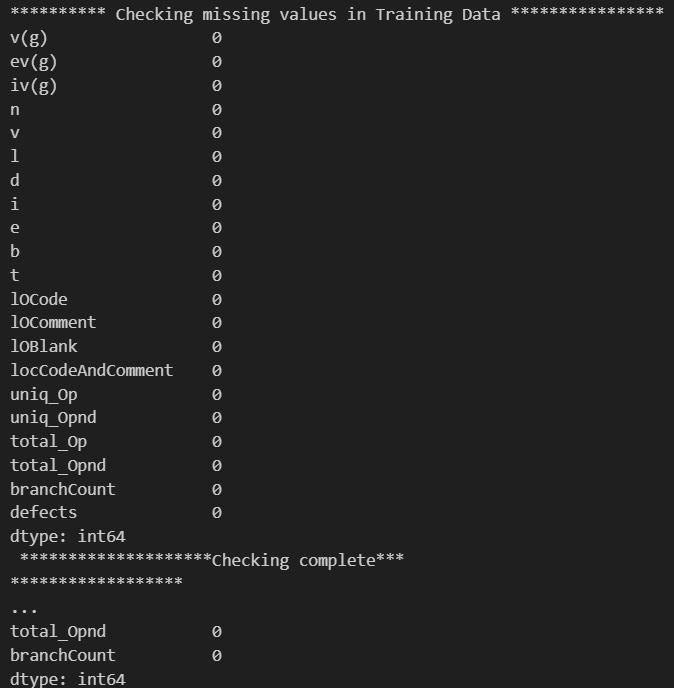 ********** Checking missing values in Training Data ****************
v(g)                 0
ev(g)                0
iv(g)                0
n                    0
v                    0
l                    0
d                    0
i                    0
e                    0
b                    0
t                    0
lOCode               0
lOComment            0
lOBlank              0
locCodeAndComment    0
uniq_Op              0
uniq_Opnd            0
total_Op             0
total_Opnd           0
branchCount          0
defects              0
dtype: int64
 ********************Checking complete***
******************
...
total_Opnd           0
branchCount          0
dtype: int64